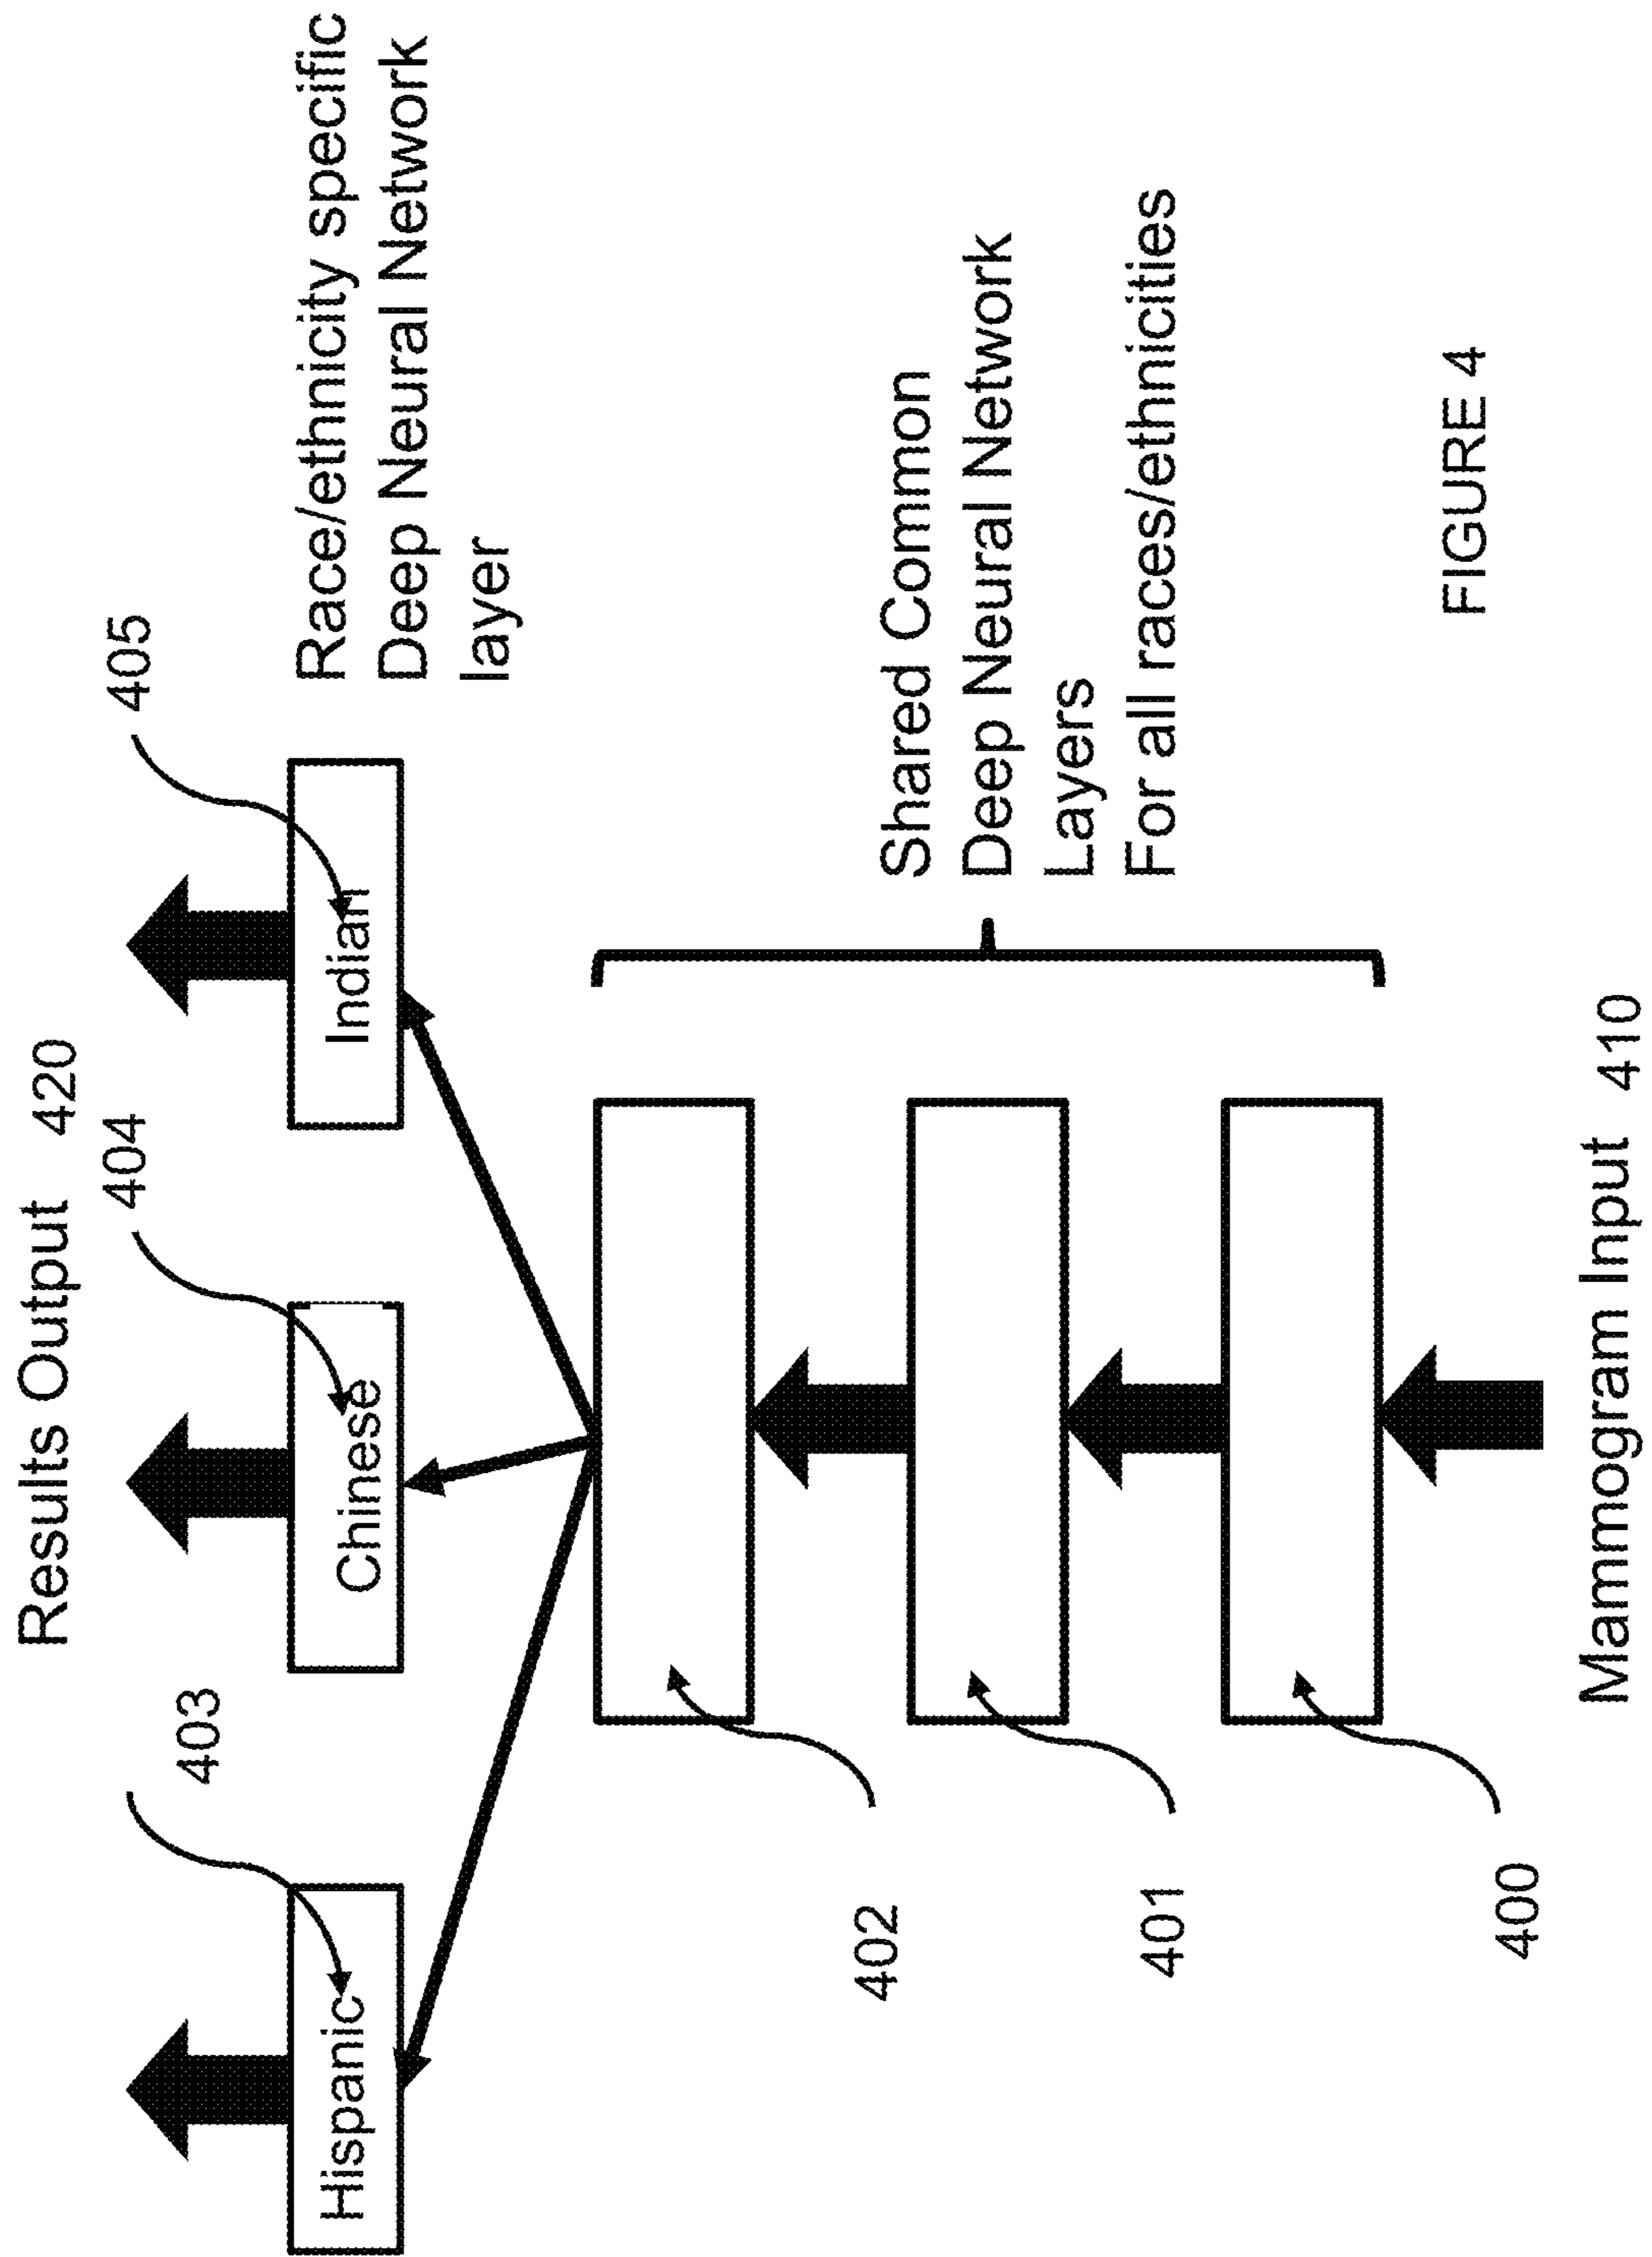 Results Output 420
403
404
405
Hispanic
Chinese
Indian
Race/ethnicity specific
Deep Neural Network
layer
402
401
400
Shared Common
Deep Neural Network
Layers
For all races/ethnicities
Mammogram Input 410
FIGURE 4